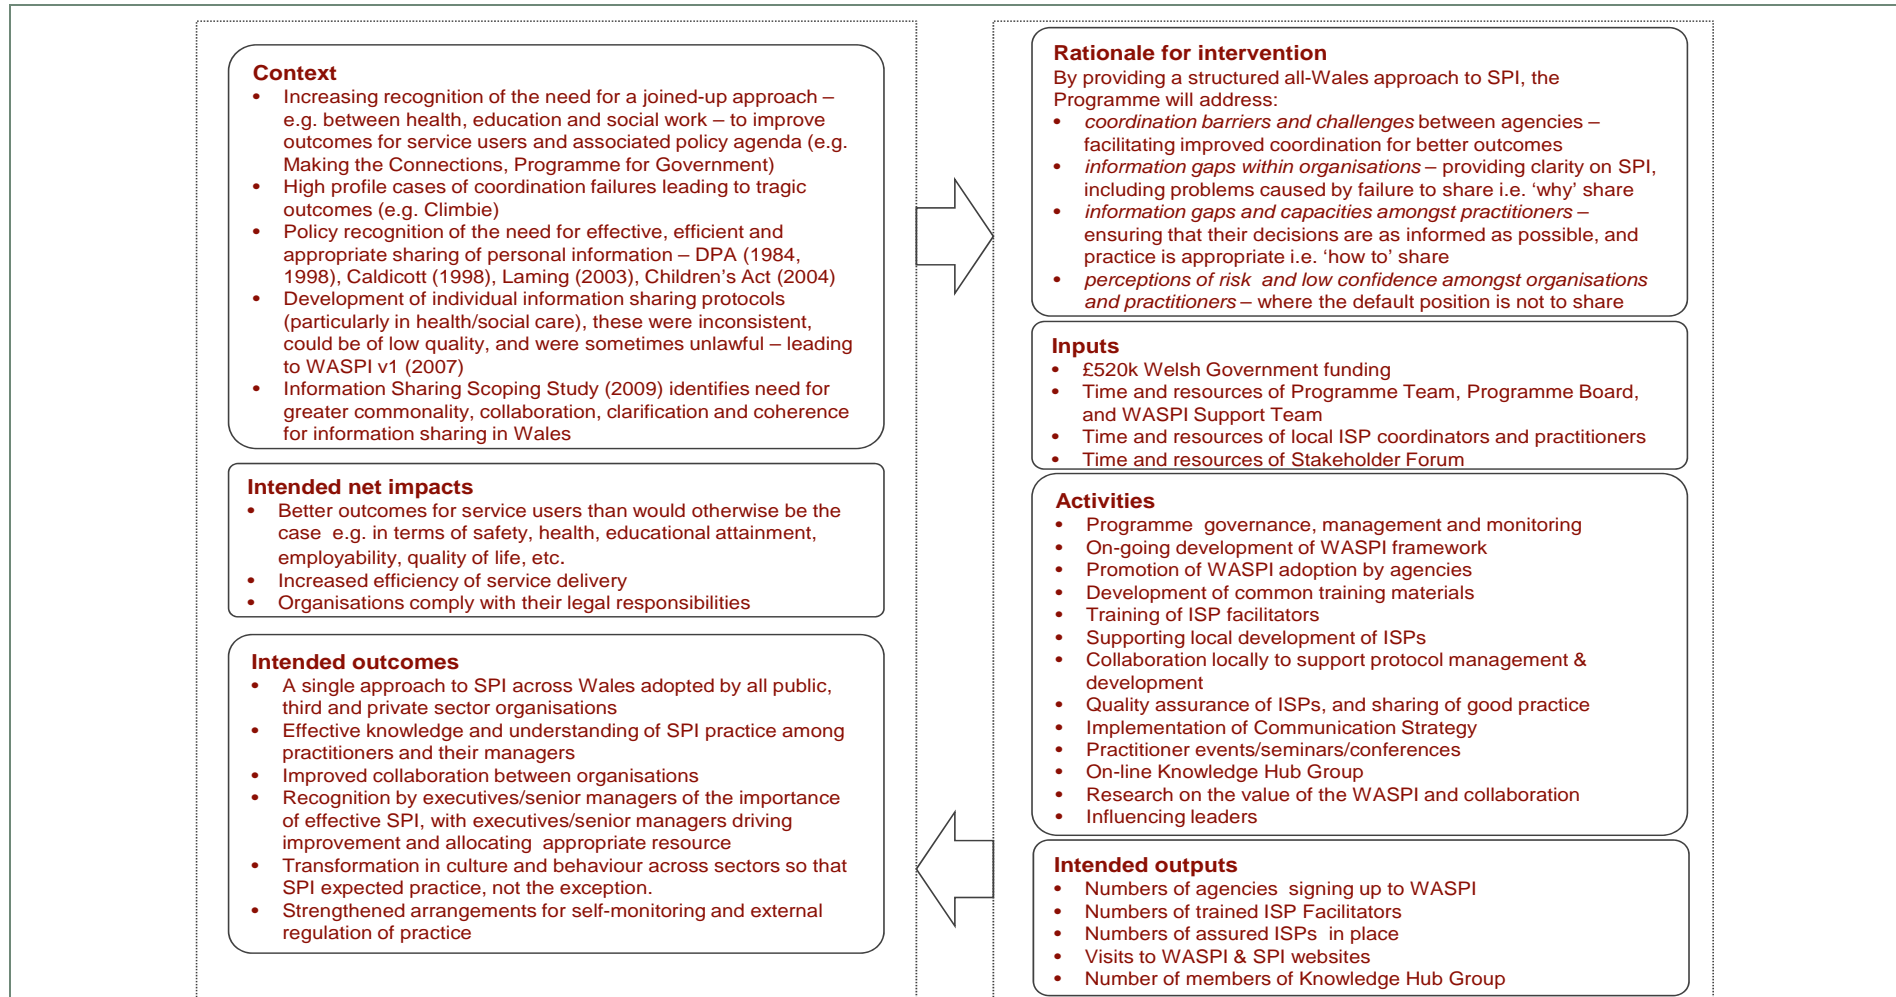 Context
• Increasing recognition of the need for a joined-up approach –
e.g. between health, education and social work – to improve
outcomes for service users and associated policy agenda (e.g.
Making the Connections, Programme for Government)
• High profile cases of coordination failures leading to tragic
outcomes (e.g. Climbie)
• Policy recognition of the need for effective, efficient and
appropriate sharing of personal information – DPA (1984,
1998), Caldicott (1998), Laming (2003), Children's Act (2004)
• Development of individual information sharing protocols
(particularly in health/social care), these were inconsistent,
could be of low quality, and were sometimes unlawful – leading
to WASPI v1 (2007)
• Information Sharing Scoping Study (2009) identifies need for
greater commonality, collaboration, clarification and coherence
for information sharing in Wales
Intended net impacts
• Better outcomes for service users than would otherwise be the
case e.g. in terms of safety, health, educational attainment,
employability, quality of life, etc.
• Increased efficiency of service delivery
• Organisations comply with their legal responsibilities
Intended outcomes
• A single approach to SPI across Wales adopted by all public,
third and private sector organisations
• Effective knowledge and understanding of SPI practice among
practitioners and their managers
• Improved collaboration between organisations
• Recognition by executives/senior managers of the importance
of effective SPI, with executives/senior managers driving
improvement and allocating appropriate resource
• Transformation in culture and behaviour across sectors so that
SPI expected practice, not the exception.
• Strengthened arrangements for self-monitoring and external
regulation of practice
Rationale for intervention
By providing a structured all-Wales approach to SPI, the
Programme will address:
• coordination barriers and challenges between agencies –
facilitating improved coordination for better outcomes
• information gaps within organisations – providing clarity on SPI,
including problems caused by failure to share i.e. 'why' share
• information gaps and capacities amongst practitioners –
ensuring that their decisions are as informed as possible, and
practice is appropriate i.e. 'how to' share
• perceptions of risk and low confidence amongst organisations
and practitioners – where the default position is not to share
Inputs
• £520k Welsh Government funding
• Time and resources of Programme Team, Programme Board,
and WASPI Support Team
• Time and resources of local ISP coordinators and practitioners
• Time and resources of Stakeholder Forum
Activities
• Programme governance, management and monitoring
• On-going development of WASPI framework
• Promotion of WASPI adoption by agencies
• Development of common training materials
• Training of ISP facilitators
• Supporting local development of ISPs
• Collaboration locally to support protocol management &
development
• Quality assurance of ISPs, and sharing of good practice
• Implementation of Communication Strategy
• Practitioner events/seminars/conferences
• On-line Knowledge Hub Group
• Research on the value of the WASPI and collaboration
• Influencing leaders
Intended outputs
• Numbers of agencies signing up to WASPI
• Numbers of trained ISP Facilitators
• Numbers of assured ISPs in place
• Visits to WASPI & SPI websites
• Number of members of Knowledge Hub Group